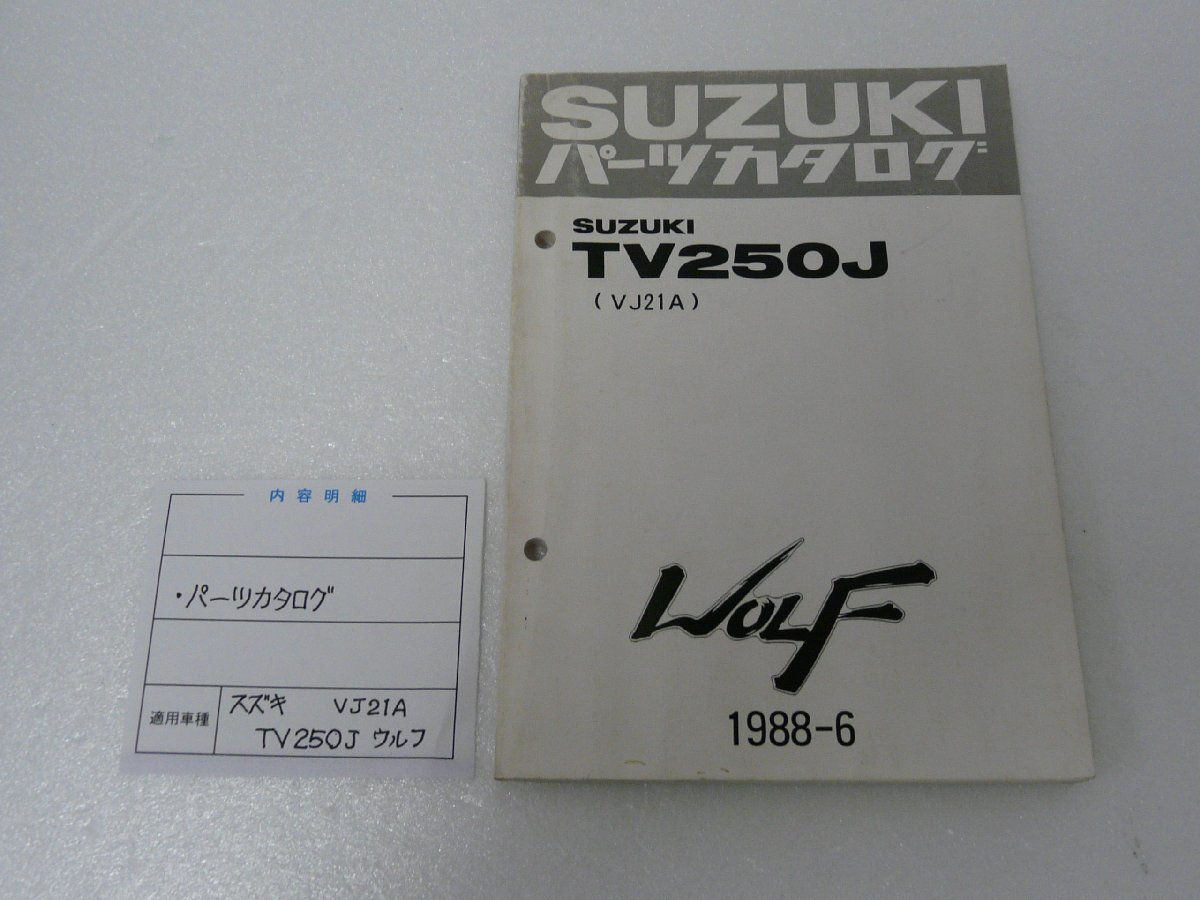 SUZUKI
パーツカタログ
SUZUKI
TV250J
(VJ21A)
WOLF
1988-6
内容明細
・パーツカタログ
適用車種
スズキ VJ21A
TV250J ウルフ